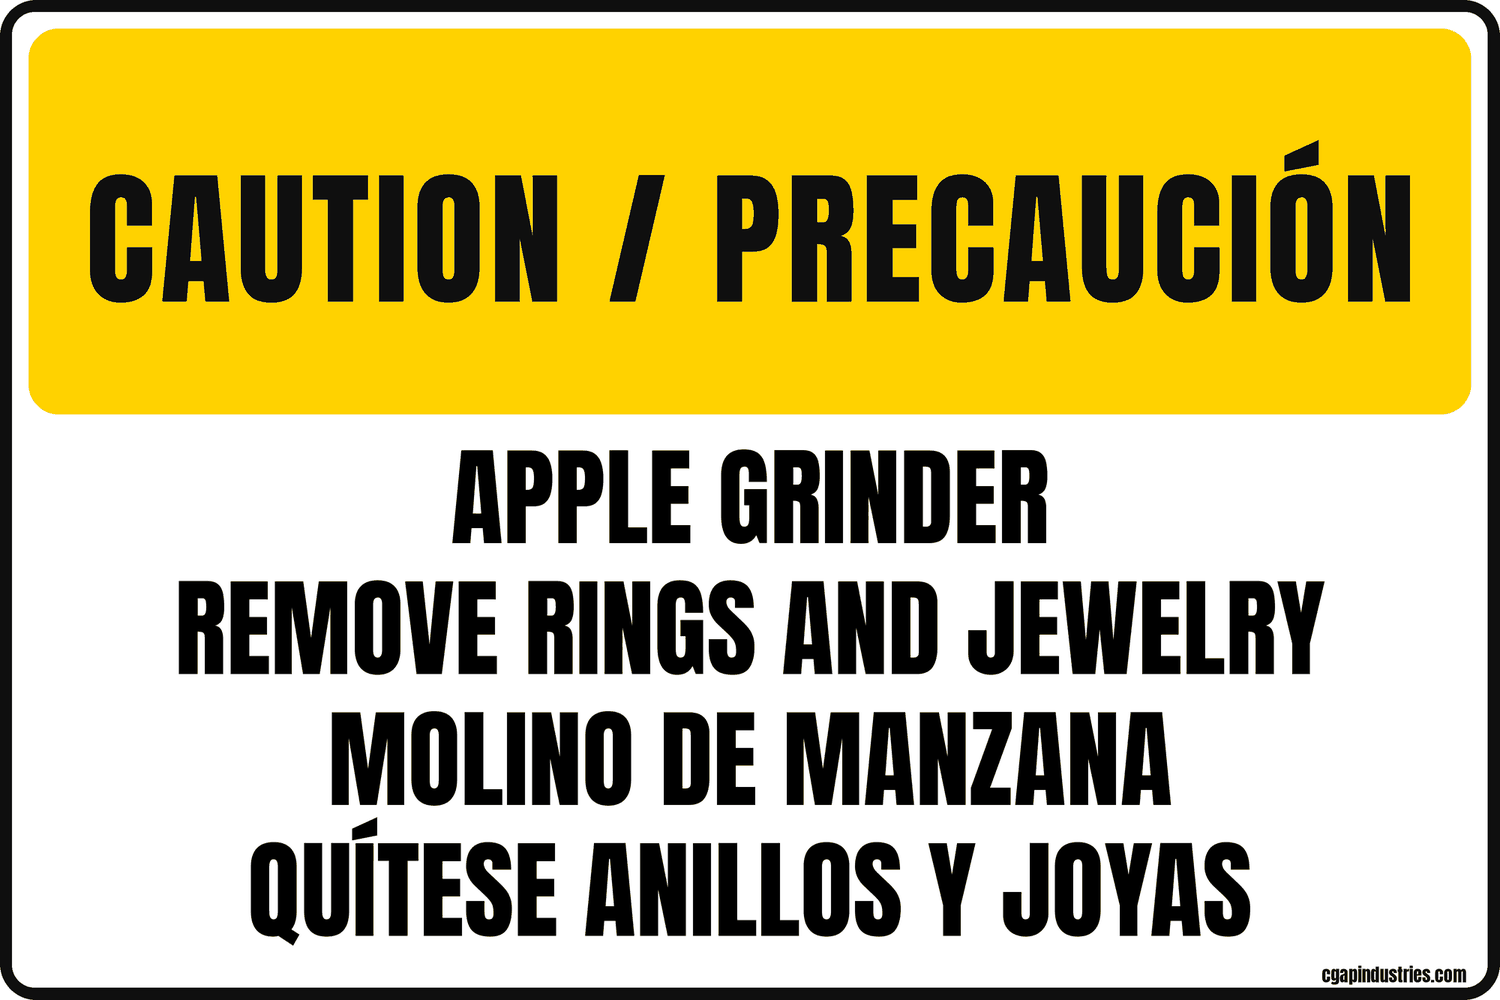 CAUTION / PRECAUCIÓN
APPLE GRINDER
REMOVE RINGS AND JEWELRY
MOLINO DE MANZANA
QUÍTESE ANILLOS Y JOYAS
cgapindustries.com